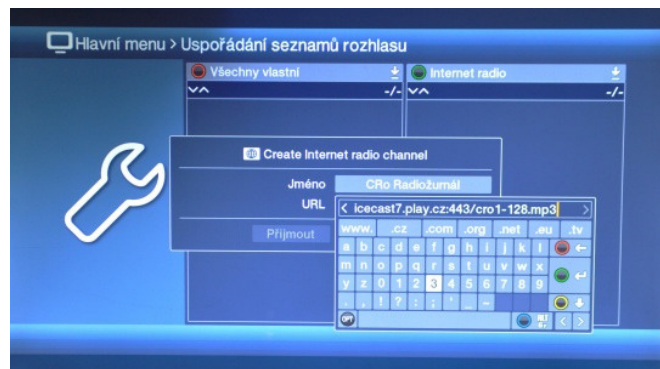 Hlavní menu > Uspořádání seznamů rozhlasu
Všechny vlastní
Internet radio
-/-
-/-
Create Internet radio channel
Jméno
CRo Radiožurnál
URL
< icecast7.play.cz:443/cro1-128.mp3 >
Příjmout
www. .cz .com .org .net .eu .tv
a b c d e f g h i j k l
m n o p q r s t u v w x
y z 0 1 2 3 4 5 6 7 8 9
. , ! ? : ; ' _ ~
OPT
< >